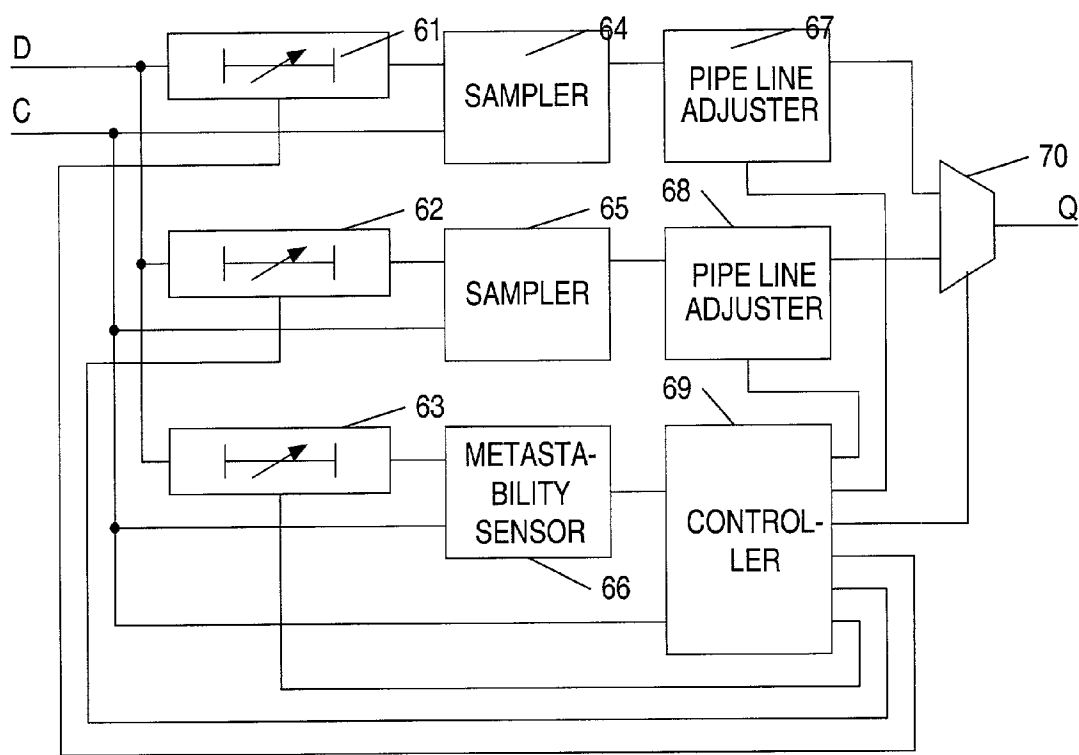 61
64
67
D
SAMPLER
PIPE LINE
ADJUSTER
C
70
62
65
68
Q
SAMPLER
PIPE LINE
ADJUSTER
63
69
METASTA-
BILITY
SENSOR
CONTROL-
LER
66